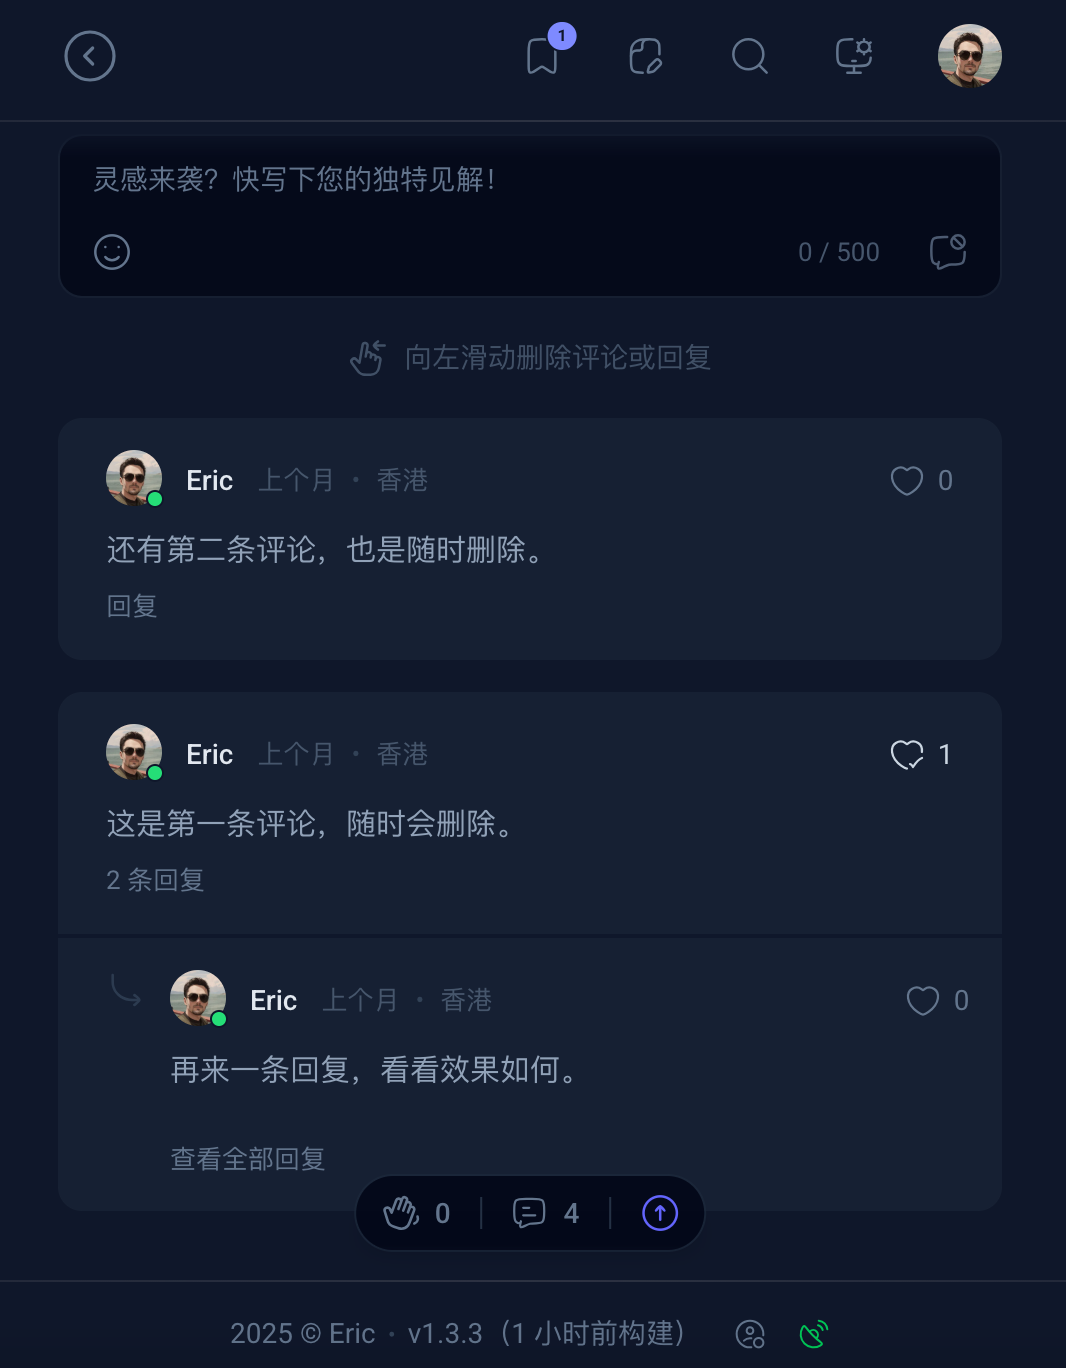 1
灵感来袭？快写下您的独特见解！
0 / 500
向左滑动删除评论或回复
Eric 上个月 · 香港 0
还有第二条评论，也是随时删除。
回复
Eric 上个月 · 香港 1
这是第一条评论，随时会删除。
2 条回复
Eric 上个月 · 香港 0
再来一条回复，看看效果如何。
查看全部回复
0 4
2025 © Eric · v1.3.3（1 小时前构建）